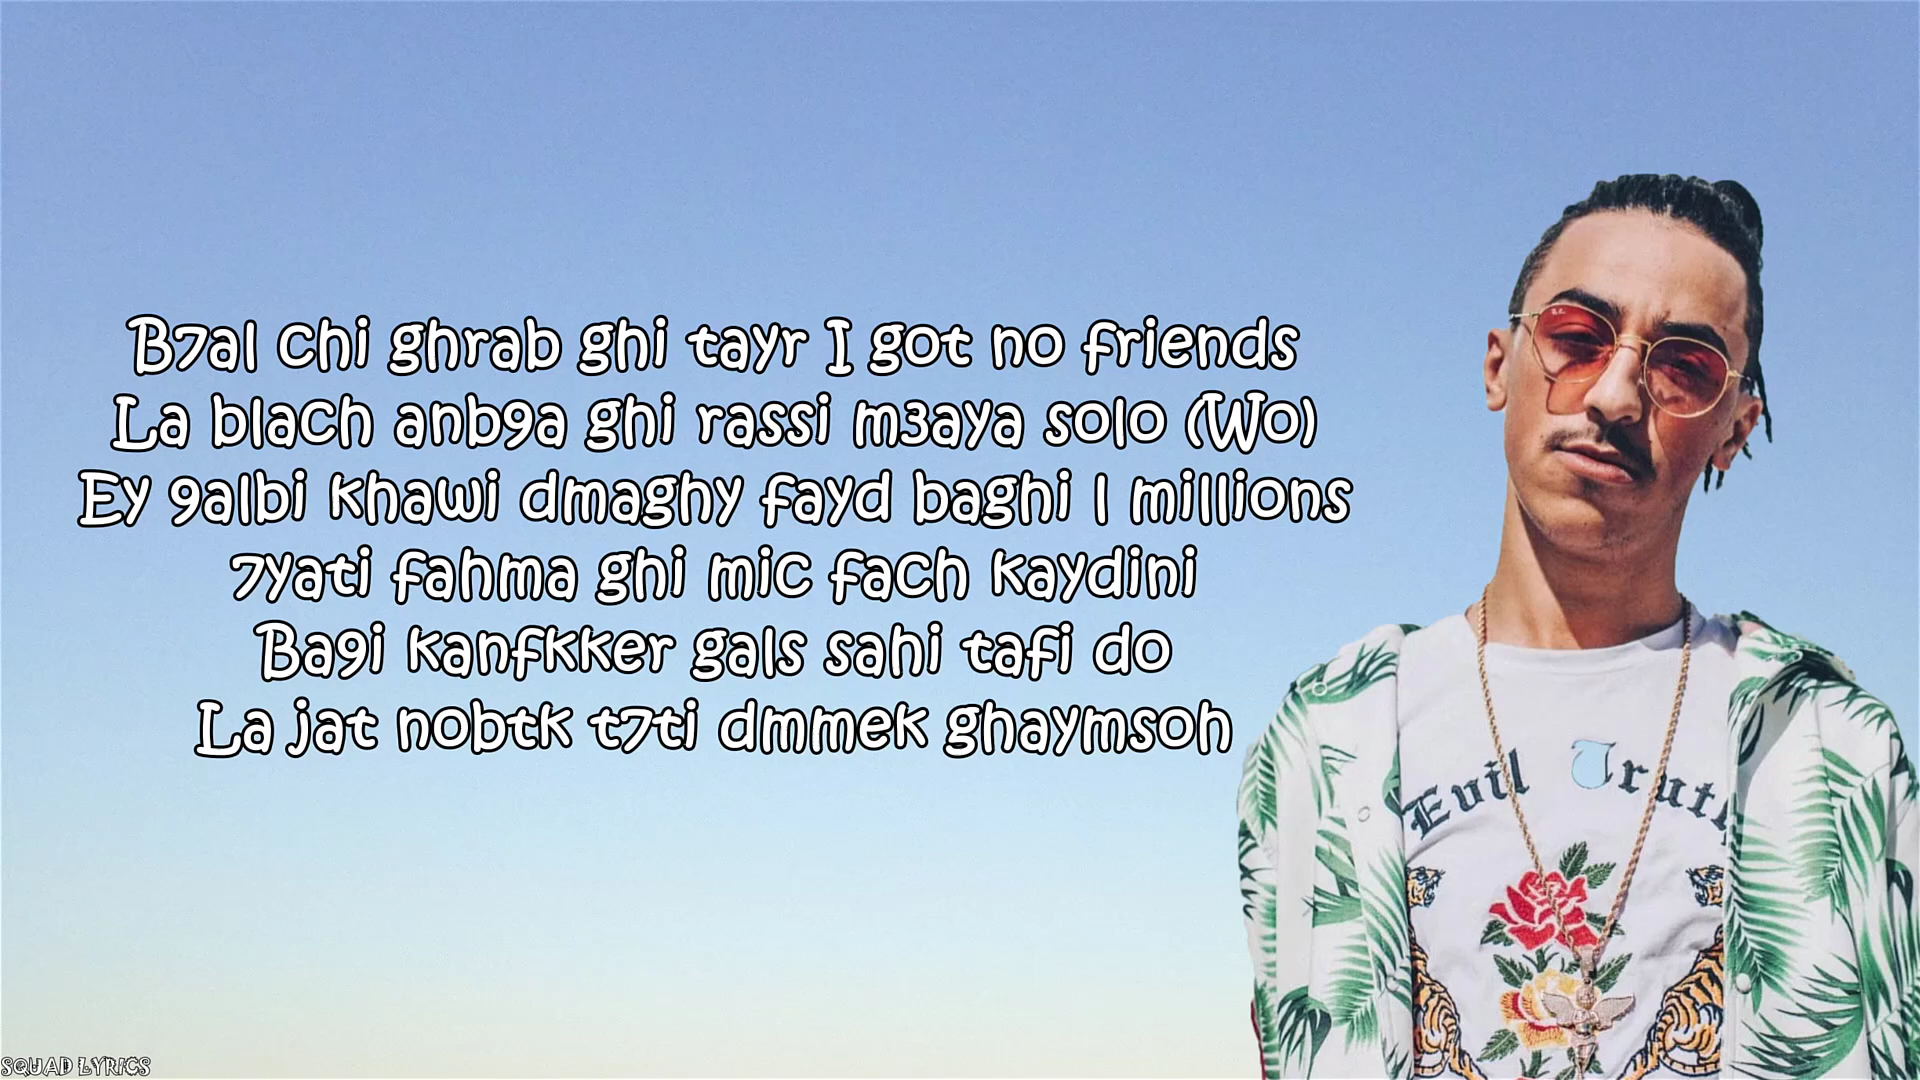 B7al chi ghrab ghi tayr I got no friends
La blach anb9a ghi rassi m3aya solo (Wo)
Ey 9albi khawi dmaghy fayd baghi l millions
7yati fahma ghi mic fach kaydini
Ba9i kanfkker gals sahi tafi do
La jat nobtk t7ti dmmek ghaymsoh
Evil Truth
SQUAD LYRICS